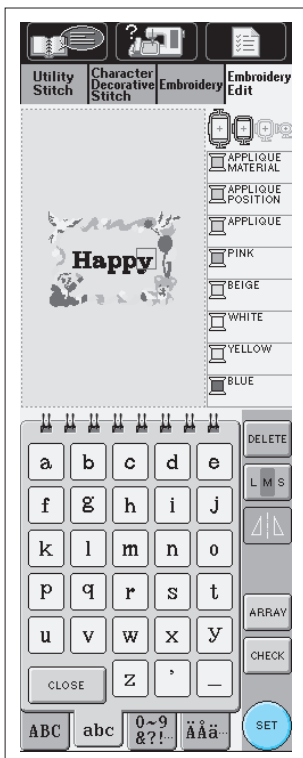 Utility Stitch
Character Decorative Stitch
Embroidery
Embroidery Edit
APPLIQUE MATERIAL
APPLIQUE POSITION
APPLIQUE
Happy
PINK
BEIGE
WHITE
YELLOW
BLUE
DELETE
a b c d e
L M S
f g h i j
k l m n o
p q r s t
ARRAY
u v w x y
CHECK
CLOSE z ’ _
ABC abc 0~9 &?!... ÄÅä...
SET